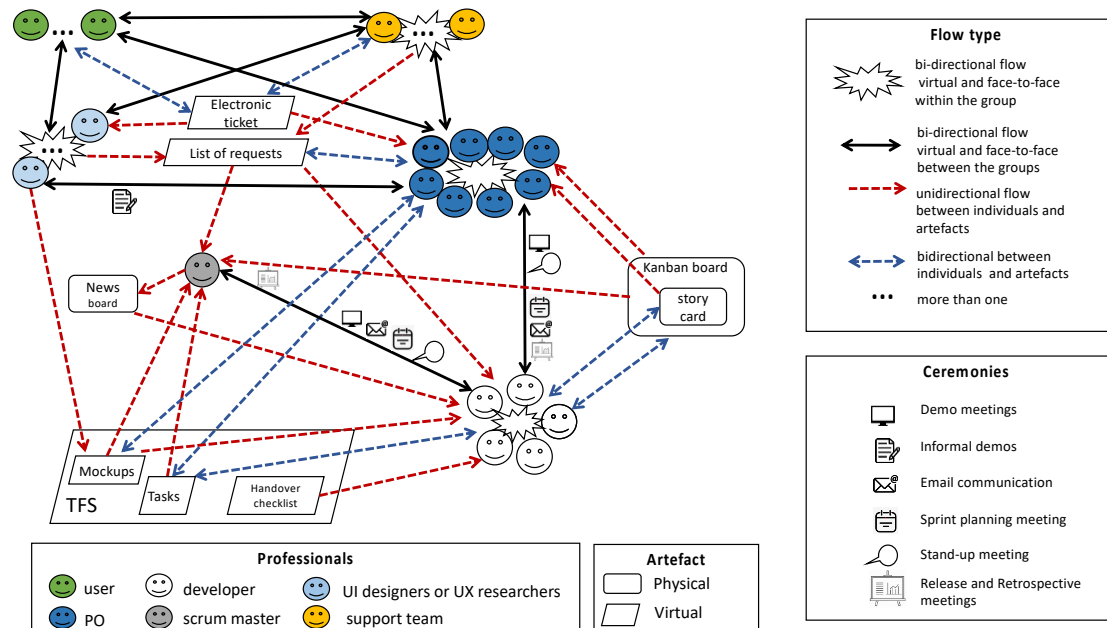 ...
...
Electronic
ticket
List of requests
...
News
board
Kanban board
story
card
Mockups
Tasks
Handover
checklist
TFS
Flow type
bi-directional flow
virtual and face-to-face
within the group
bi-directional flow
virtual and face-to-face
between the groups
unidirectional flow
between individuals and
artefacts
bidirectional between
individuals and artefacts
... more than one
Ceremonies
Demo meetings
Informal demos
Email communication
Sprint planning meeting
Stand-up meeting
Release and Retrospective
meetings
Professionals
user
developer
UI designers or UX researchers
PO
scrum master
support team
Artefact
Physical
Virtual